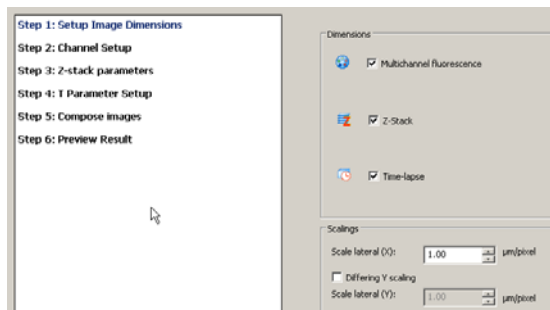 Step 1: Setup Image Dimensions
Step 2: Channel Setup
Step 3: Z-stack parameters
Step 4: T Parameter Setup
Step 5: Compose images
Step 6: Preview Result
Dimensions
Multichannel fluorescence
Z-Stack
Time-lapse
Scalings
Scale lateral (X): 1.00 µm/pixel
Differing Y scaling
Scale lateral (Y): 1.00 µm/pixel